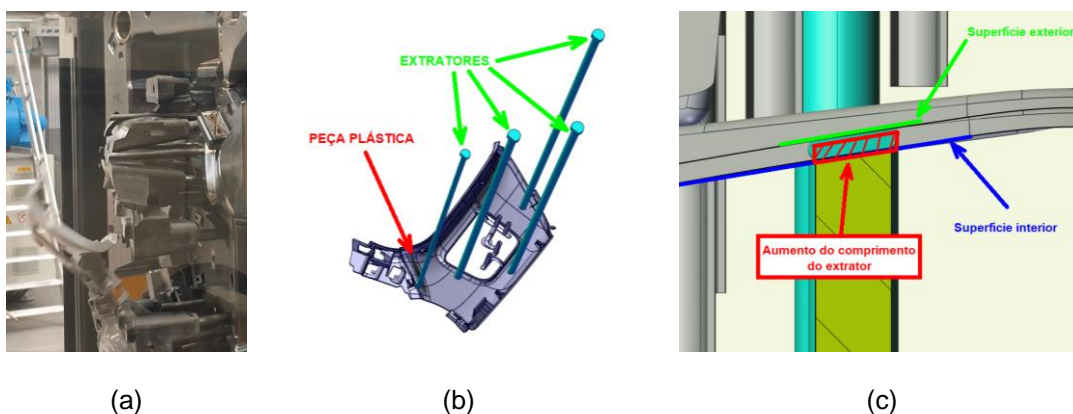 EXTRATORES
PEÇA PLÁSTICA
Superfície exterior
Superfície interior
Aumento do comprimento
do extrator
(a)
(b)
(c)